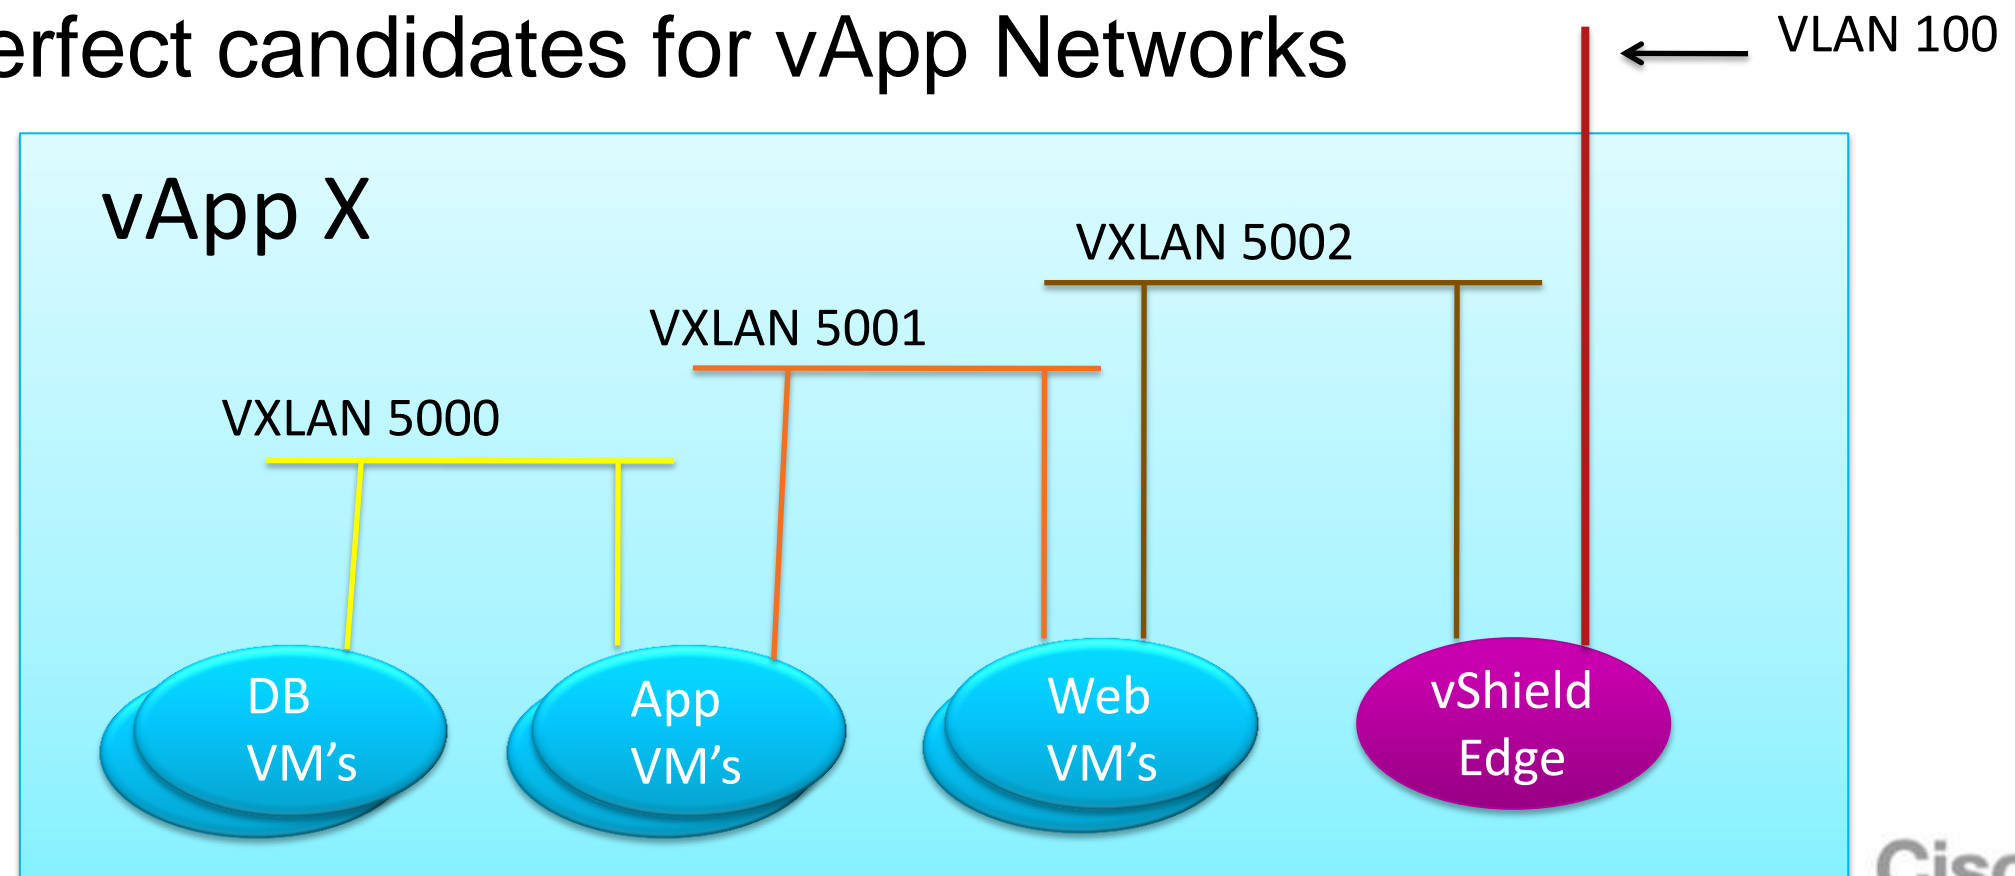 erfect candidates for vApp Networks
VLAN 100
vApp X
VXLAN 5002
VXLAN 5001
VXLAN 5000
DB
VM’s
App
VM’s
Web
VM’s
vShield
Edge